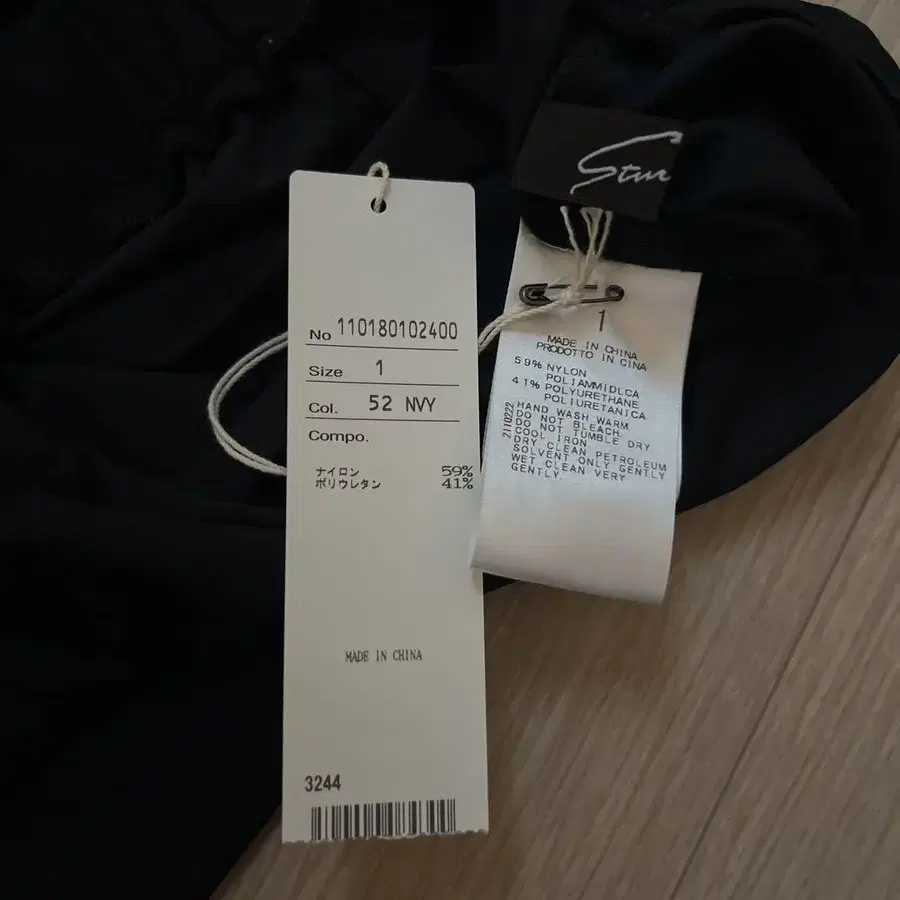 No 110180102400
Size 1
Col. 52 NVY
Compo.
ナイロン 59%
ポリウレタン 41%
MADE IN CHINA
3244
1
MADE IN CHINA
PRODOTTO IN CINA
59% NYLON
POLIAMMIDLCA
41% POLYURETHANE
POLIURETANICA
HAND WASH WARM
DO NOT BLEACH.
DO NOT TUMBLE DRY.
COOL IRON
DRY CLEAN PETROLEUM
SOLVENT ONLY GENTLY
WET CLEAN VERY
GENTLY.
2110222